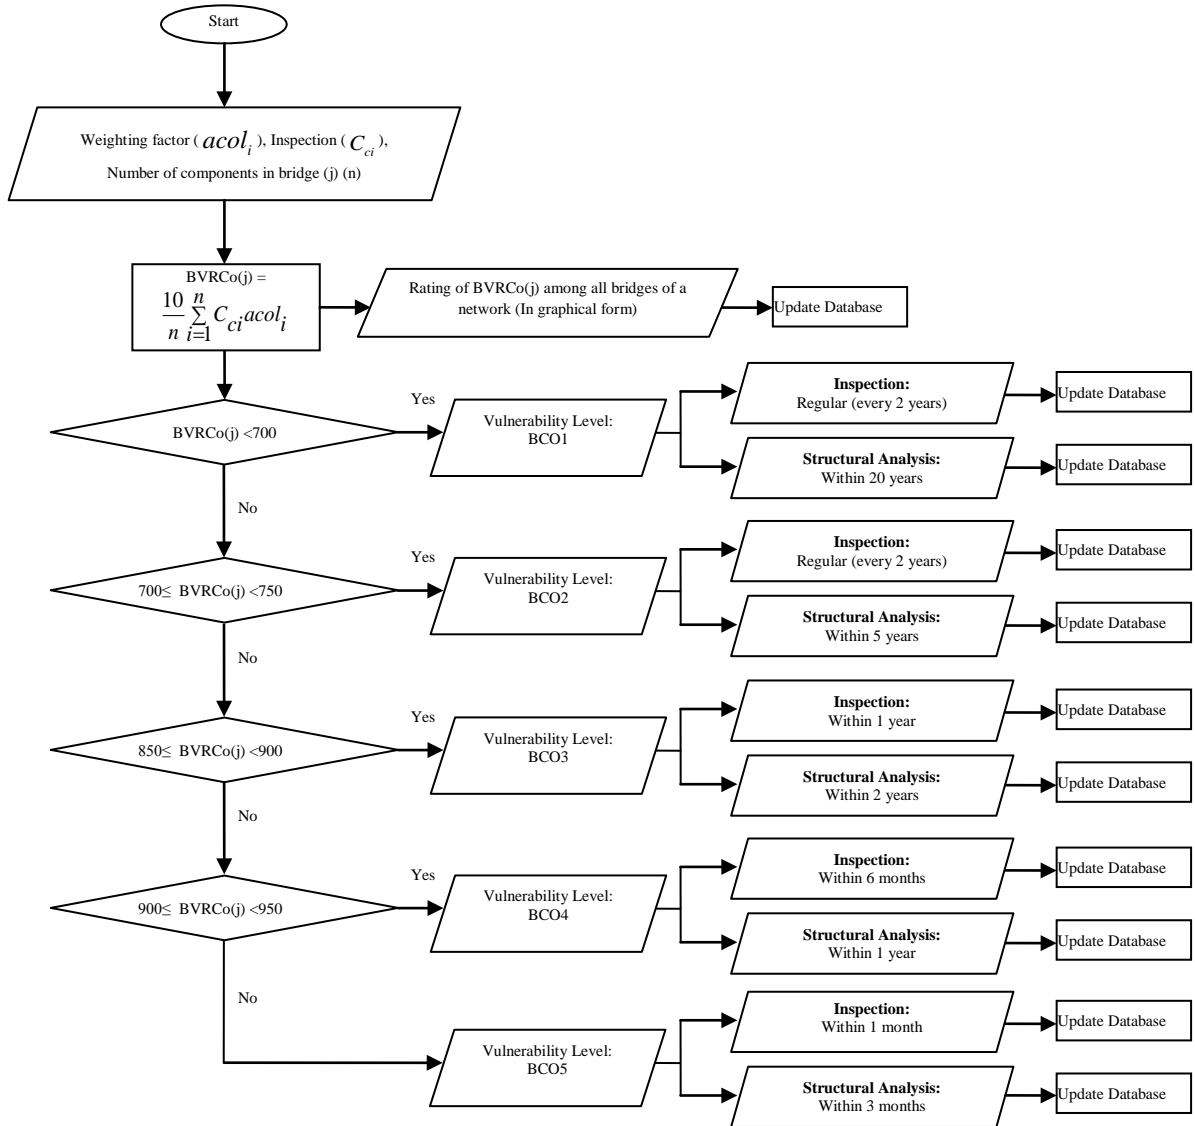 Start
Weighting factor ( acol_i ), Inspection ( C_ci ),
Number of components in bridge (j) (n)
BVRCo(j) =
10/n n∑i=1 C_ci acol_i
Rating of BVRCo(j) among all bridges of a
network (In graphical form)
Update Database
BVRCo(j) <700
Yes
No
Vulnerability Level:
BCO1
Inspection:
Regular (every 2 years)
Update Database
Structural Analysis:
Within 20 years
Update Database
700≤ BVRCo(j) <750
Yes
No
Vulnerability Level:
BCO2
Inspection:
Regular (every 2 years)
Update Database
Structural Analysis:
Within 5 years
Update Database
850≤ BVRCo(j) <900
Yes
No
Vulnerability Level:
BCO3
Inspection:
Within 1 year
Update Database
Structural Analysis:
Within 2 years
Update Database
900≤ BVRCo(j) <950
Yes
No
Vulnerability Level:
BCO4
Inspection:
Within 6 months
Update Database
Structural Analysis:
Within 1 year
Update Database
Vulnerability Level:
BCO5
Inspection:
Within 1 month
Update Database
Structural Analysis:
Within 3 months
Update Database